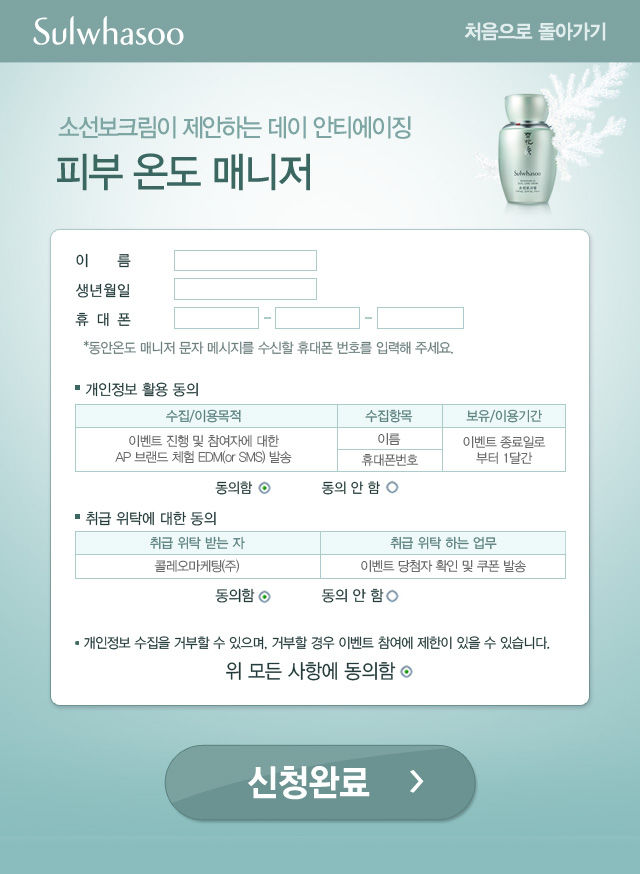 Sulwhasoo
처음으로 돌아가기
소선보크림이 제안하는 데이 안티에이징
피부 온도 매니저
Sulwhasoo
이 름
생년월일
휴 대 폰
– –
*동안온도 매니저 문자 메시지를 수신할 휴대폰 번호를 입력해 주세요.
개인정보 활용 동의
수집/이용목적 수집항목 보유/이용기간
이벤트 진행 및 참여자에 대한
AP 브랜드 체험 EDM(or SMS) 발송
이름
휴대폰번호
이벤트 종료일로
부터 1달간
동의함 동의 안 함
취급 위탁에 대한 동의
취급 위탁 받는 자 취급 위탁 하는 업무
콜레오마케팅(주) 이벤트 당첨자 확인 및 쿠폰 발송
동의함 동의 안 함
개인정보 수집을 거부할 수 있으며, 거부할 경우 이벤트 참여에 제한이 있을 수 있습니다.
위 모든 사항에 동의함
신청완료 >